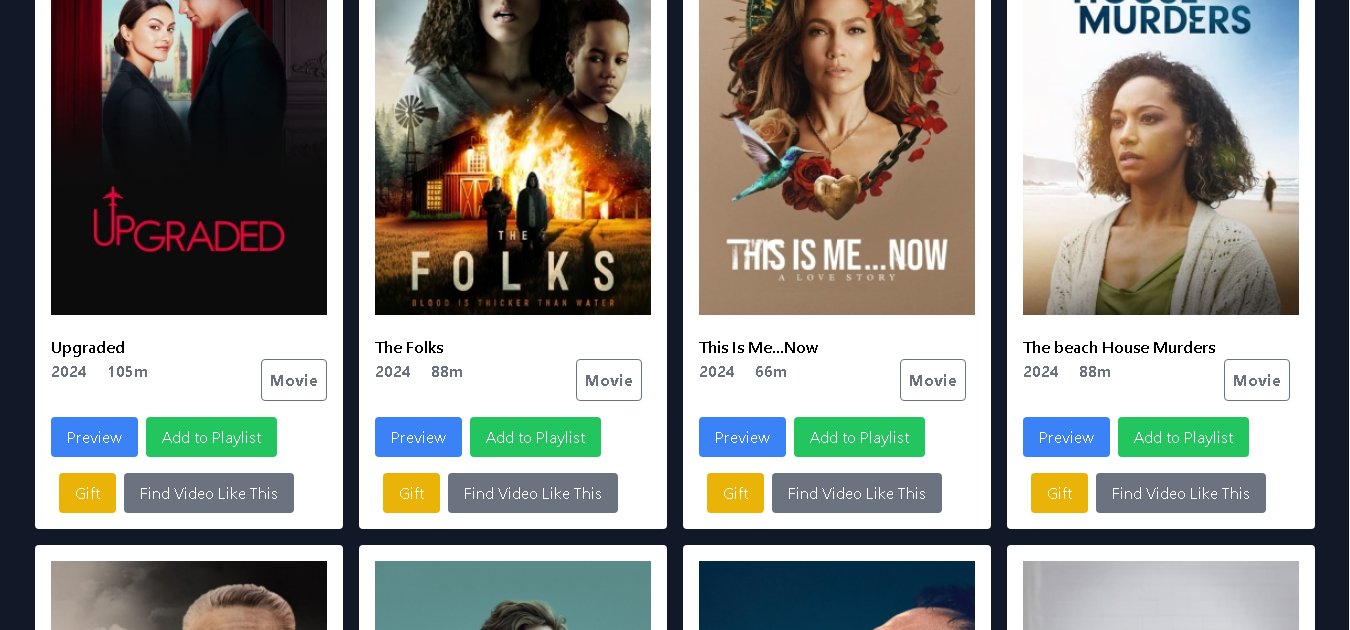 HOUSE
MURDERS
UPGRADED
THE
FOLKS
BLOOD IS THICKER THAN WATER
THIS IS ME...NOW
A LOVE STORY
Upgraded
2024 105m
Movie
Preview
Add to Playlist
Gift
Find Video Like This
The Folks
2024 88m
Movie
Preview
Add to Playlist
Gift
Find Video Like This
This Is Me...Now
2024 66m
Movie
Preview
Add to Playlist
Gift
Find Video Like This
The beach House Murders
2024 88m
Movie
Preview
Add to Playlist
Gift
Find Video Like This